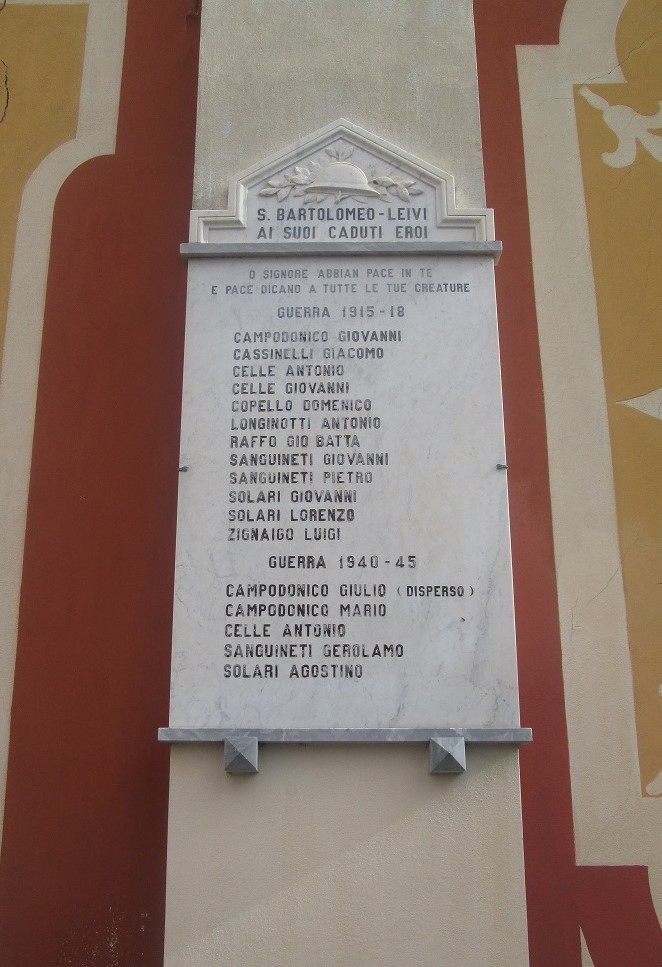 S. BARTOLOMEO - LEIVI
AI SUOI CADUTI EROI
O SIGNORE ABBIAN PACE IN TE
E PACE DICANO A TUTTE LE TUE CREATURE
GUERRA 1915 - 18
CAMPODONICO GIOVANNI
CASSINELLI GIACOMO
CELLE ANTONIO
CELLE GIOVANNI
COPELLO DOMENICO
LONGINOTTI ANTONIO
RAFFO GIO BATTA
SANGUINETI GIOVANNI
SANGUINETI PIETRO
SOLARI GIOVANNI
SOLARI LORENZO
ZIGNAIGO LUIGI
GUERRA 1940 - 45
CAMPODONICO GIULIO (DISPERSO)
CAMPODONICO MARIO
CELLE ANTONIO
SANGUINETI GEROLAMO
SOLARI AGOSTINO